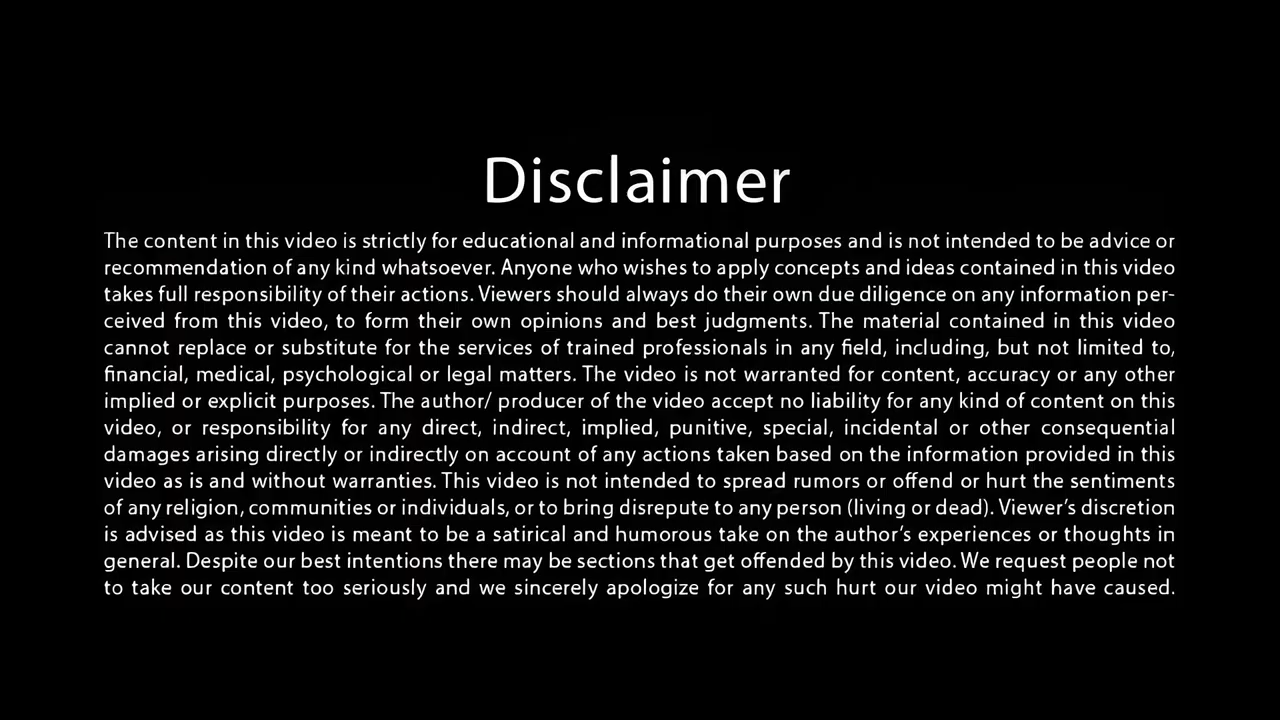 Disclaimer
The content in this video is strictly for educational and informational purposes and is not intended to be advice or
recommendation of any kind whatsoever. Anyone who wishes to apply concepts and ideas contained in this video
takes full responsibility of their actions. Viewers should always do their own due diligence on any information per-
ceived from this video, to form their own opinions and best judgments. The material contained in this video
cannot replace or substitute for the services of trained professionals in any field, including, but not limited to,
financial, medical, psychological or legal matters. The video is not warranted for content, accuracy or any other
implied or explicit purposes. The author/ producer of the video accept no liability for any kind of content on this
video, or responsibility for any direct, indirect, implied, punitive, special, incidental or other consequential
damages arising directly or indirectly on account of any actions taken based on the information provided in this
video as is and without warranties. This video is not intended to spread rumors or offend or hurt the sentiments
of any religion, communities or individuals, or to bring disrepute to any person (living or dead). Viewer’s discretion
is advised as this video is meant to be a satirical and humorous take on the author’s experiences or thoughts in
general. Despite our best intentions there may be sections that get offended by this video. We request people not
to take our content too seriously and we sincerely apologize for any such hurt our video might have caused.